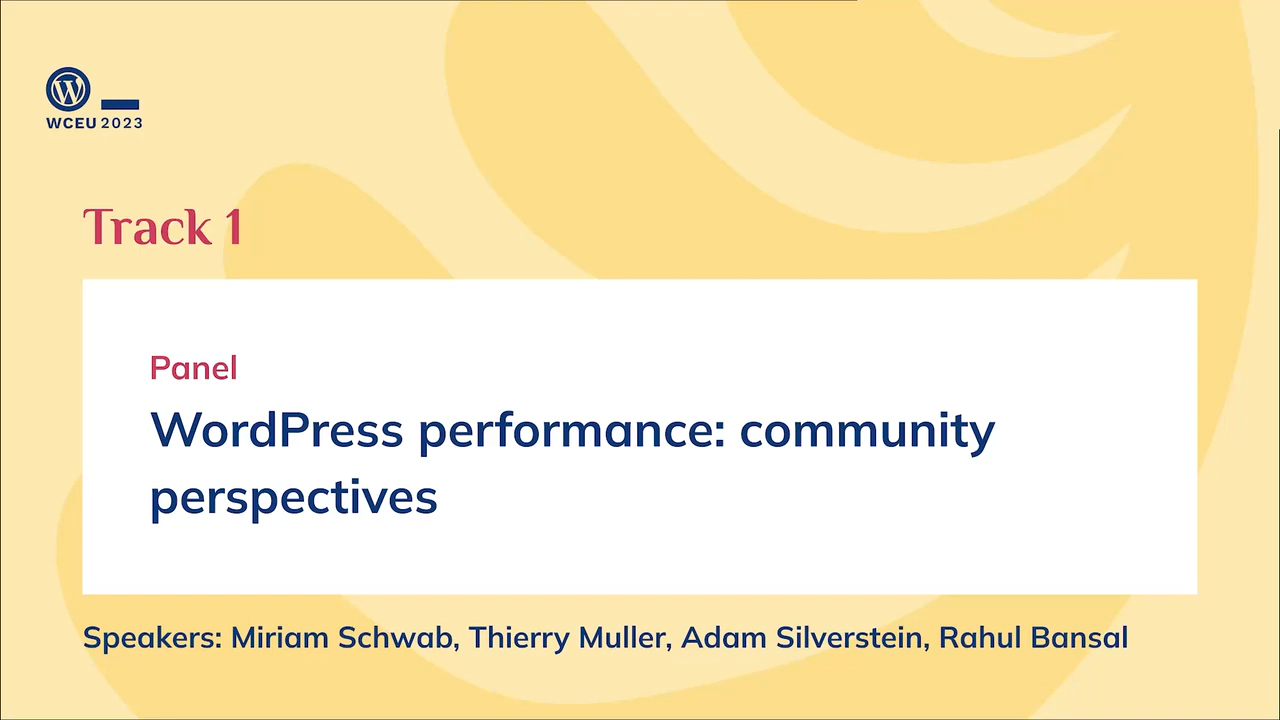 WCEU 2023
Track 1
Panel
WordPress performance: community
perspectives
Speakers: Miriam Schwab, Thierry Muller, Adam Silverstein, Rahul Bansal